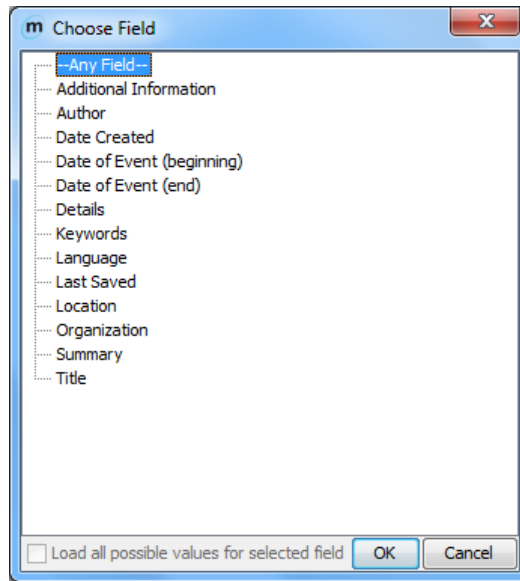 m Choose Field
--Any Field--
Additional Information
Author
Date Created
Date of Event (beginning)
Date of Event (end)
Details
Keywords
Language
Last Saved
Location
Organization
Summary
Title
Load all possible values for selected field OK Cancel